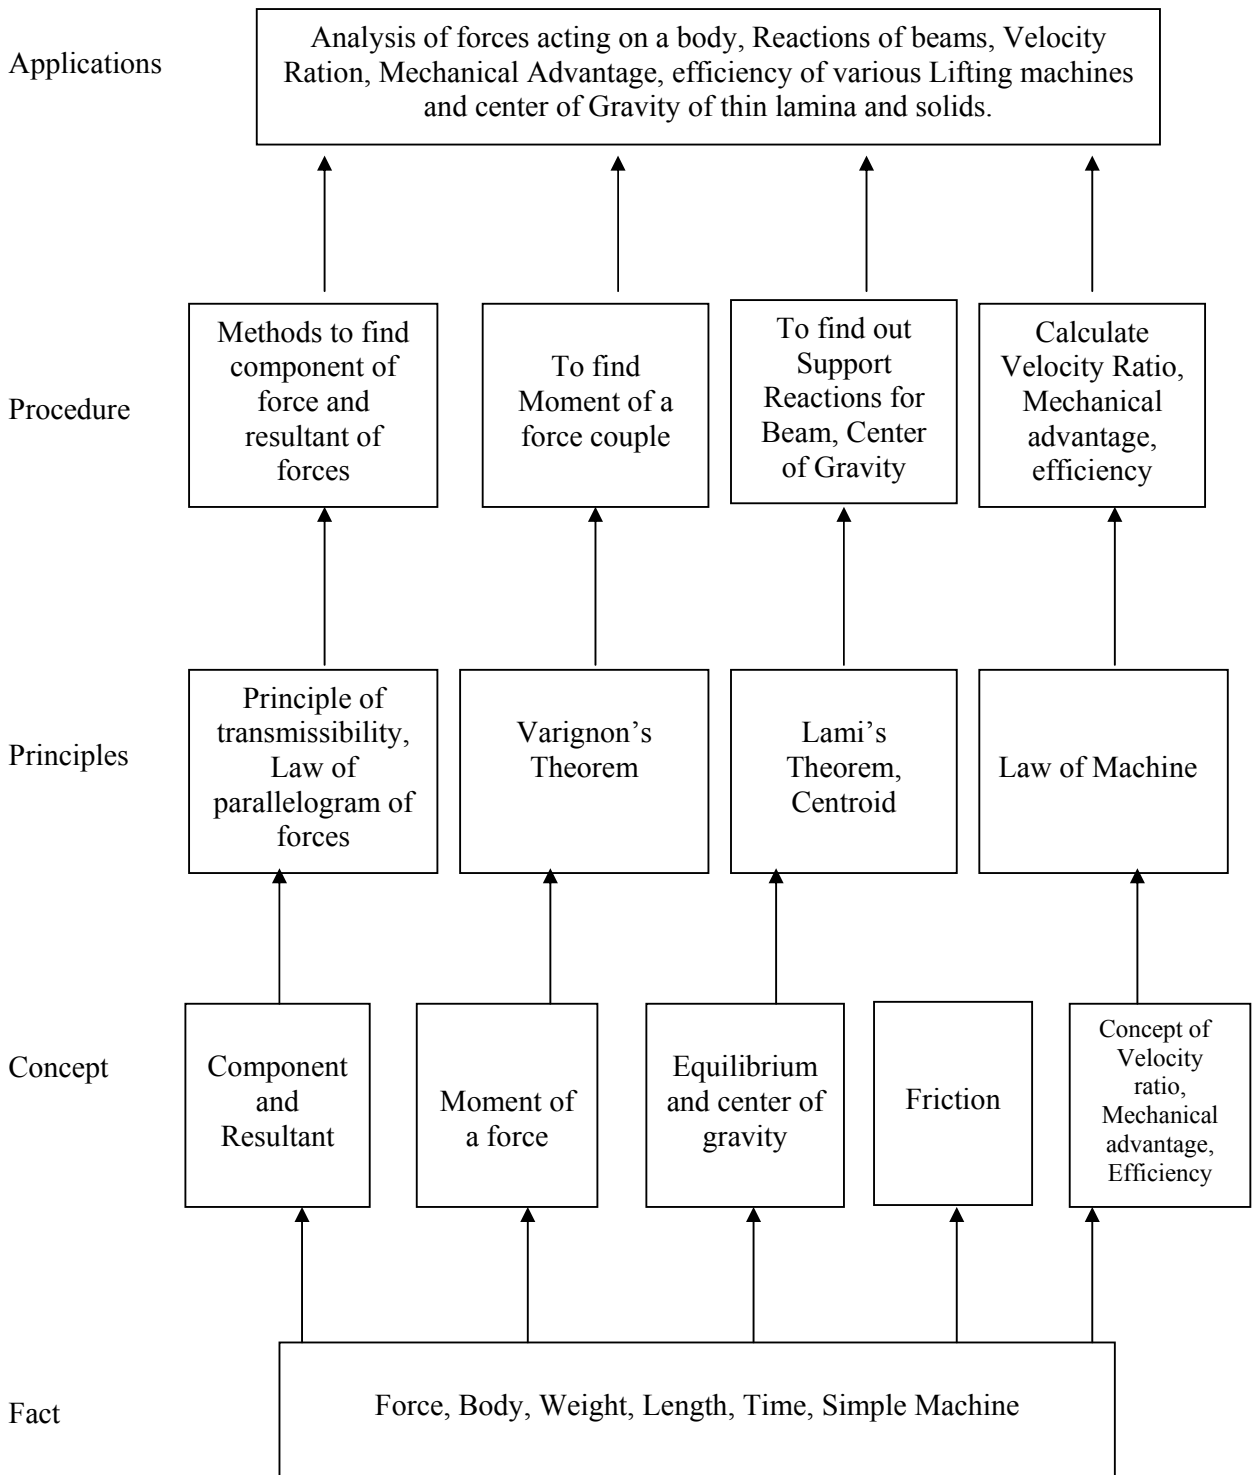 Applications
Analysis of forces acting on a body, Reactions of beams, Velocity
Ration, Mechanical Advantage, efficiency of various Lifting machines
and center of Gravity of thin lamina and solids.
Procedure
Methods to find
component of
force and
resultant of
forces
To find
Moment of a
force couple
To find out
Support
Reactions for
Beam, Center
of Gravity
Calculate
Velocity Ratio,
Mechanical
advantage,
efficiency
Principles
Principle of
transmissibility,
Law of
parallelogram of
forces
Varignon’s
Theorem
Lami’s
Theorem,
Centroid
Law of Machine
Concept
Component
and
Resultant
Moment of
a force
Equilibrium
and center of
gravity
Friction
Concept of
Velocity
ratio,
Mechanical
advantage,
Efficiency
Fact
Force, Body, Weight, Length, Time, Simple Machine